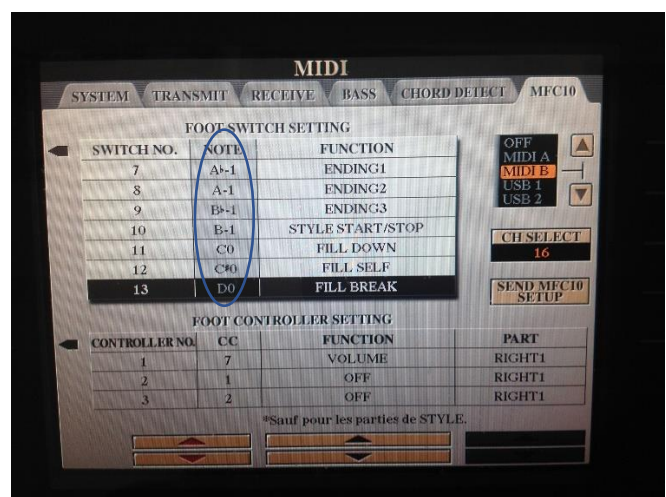 MIDI
SYSTEM TRANSMIT RECEIVE BASS CHORD DETECT MFC10
FOOT SWITCH SETTING
SWITCH NO. NOTE FUNCTION
7 A♭-1 ENDING1
8 A-1 ENDING2
9 B♭-1 ENDING3
10 B-1 STYLE START/STOP
11 C0 FILL DOWN
12 C#0 FILL SELF
13 D0 FILL BREAK
OFF
MIDI A
MIDI B
USB 1
USB 2
CH SELECT
16
SEND MFC10
SETUP
FOOT CONTROLLER SETTING
CONTROLLER NO. CC FUNCTION PART
1 7 VOLUME RIGHT1
2 1 OFF RIGHT1
3 2 OFF RIGHT1
*Sauf pour les parties de STYLE.